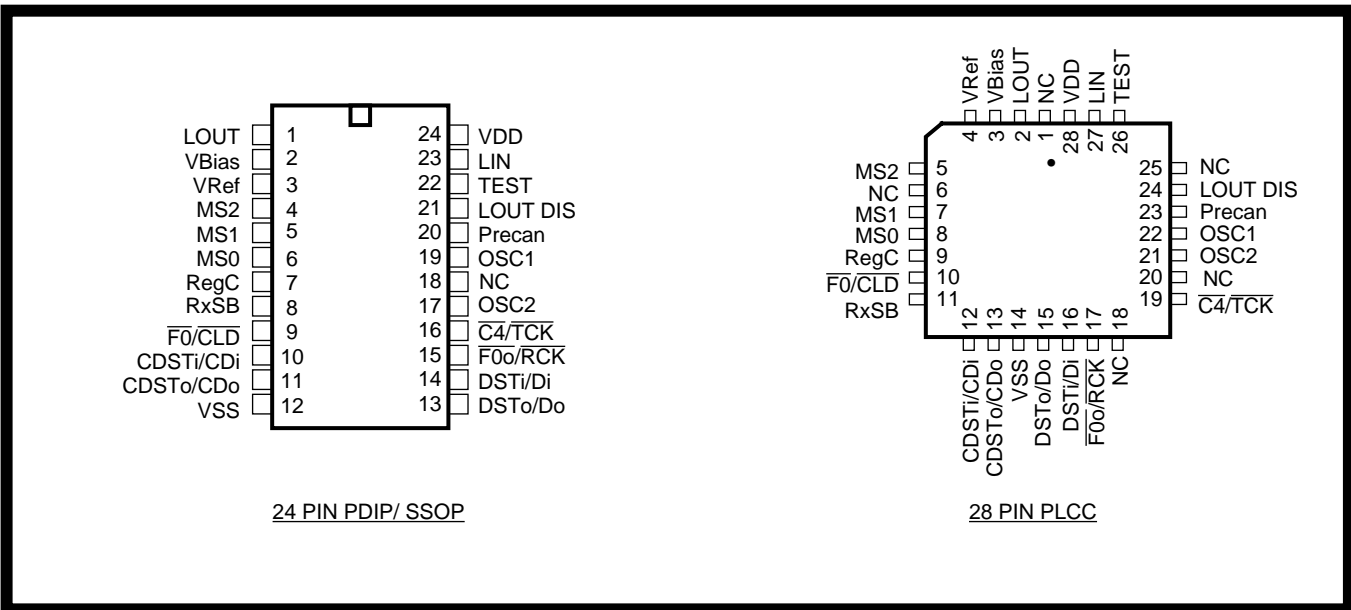 LOUT 1 24 VDD
VBias 2 23 LIN
VRef 3 22 TEST
MS2 4 21 LOUT DIS
MS1 5 20 Precan
MS0 6 19 OSC1
RegC 7 18 NC
RxSB 8 17 OSC2
F0/CLD 9 16 C4/TCK
CDSTi/CDi 10 15 F0o/RCK
CDSTo/CDo 11 14 DSTi/Di
VSS 12 13 DSTo/Do
24 PIN PDIP/ SSOP
VRef VBias LOUT NC VDD LIN TEST
4 3 2 1 28 27 26
MS2 5 25 NC
NC 6 24 LOUT DIS
MS1 7 23 Precan
MS0 8 22 OSC1
RegC 9 21 OSC2
F0/CLD 10 20 NC
RxSB 11 19 C4/TCK
12 13 14 15 16 17 18
CDSTi/CDi CDSTo/CDo VSS DSTo/Do DSTi/Di F0o/RCK NC
28 PIN PLCC